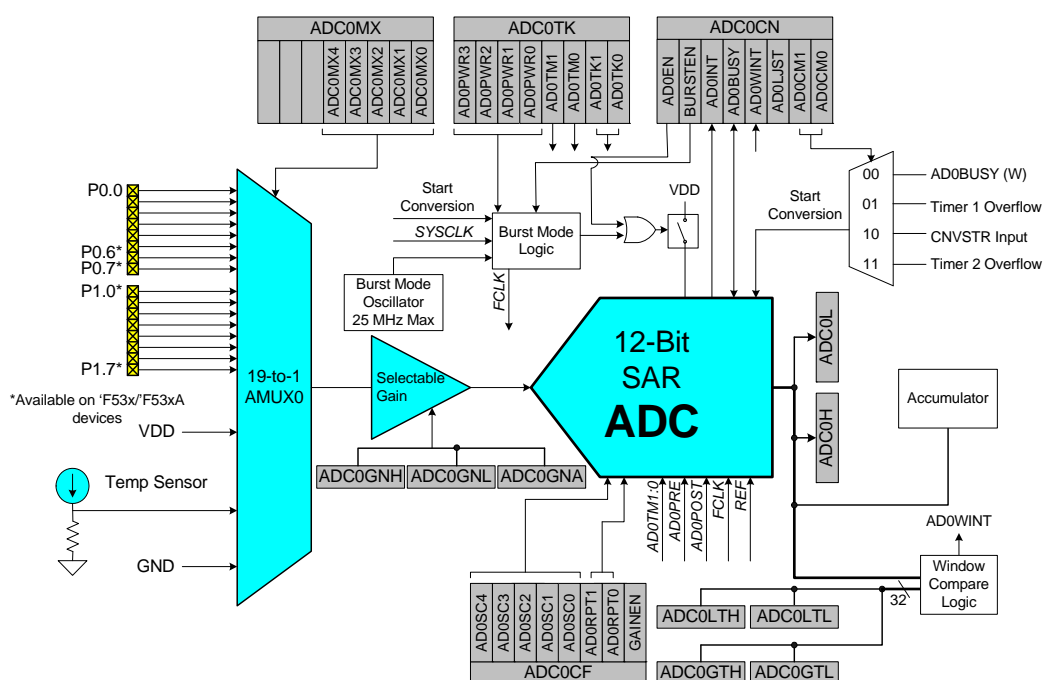 ADC0MX
ADC0MX4
ADC0MX3
ADC0MX2
ADC0MX1
ADC0MX0
ADC0TK
AD0PWR3
AD0PWR2
AD0PWR1
AD0PWR0
AD0TM1
AD0TM0
AD0TK1
AD0TK0
ADC0CN
AD0EN
BURSTEN
AD0INT
AD0BUSY
AD0WINT
AD0LJST
AD0CM1
AD0CM0
P0.0
P0.6*
P0.7*
P1.0*
P1.7*
*Available on 'F53x/'F53xA
devices
VDD
Temp Sensor
GND
19-to-1
AMUX0
Start
Conversion
SYSCLK
Burst Mode
Logic
Burst Mode
Oscillator
25 MHz Max
FCLK
VDD
Start
Conversion
00
01
10
11
AD0BUSY (W)
Timer 1 Overflow
CNVSTR Input
Timer 2 Overflow
Selectable
Gain
ADC0GNH
ADC0GNL
ADC0GNA
12-Bit
SAR
ADC
ADC0L
ADC0H
Accumulator
AD0TM1:0
AD0PRE
AD0POST
FCLK
REF
AD0WINT
Window
Compare
Logic
32
AD0SC4
AD0SC3
AD0SC2
AD0SC1
AD0SC0
AD0RPT1
AD0RPT0
GAINEN
ADC0CF
ADC0LTH
ADC0LTL
ADC0GTH
ADC0GTL